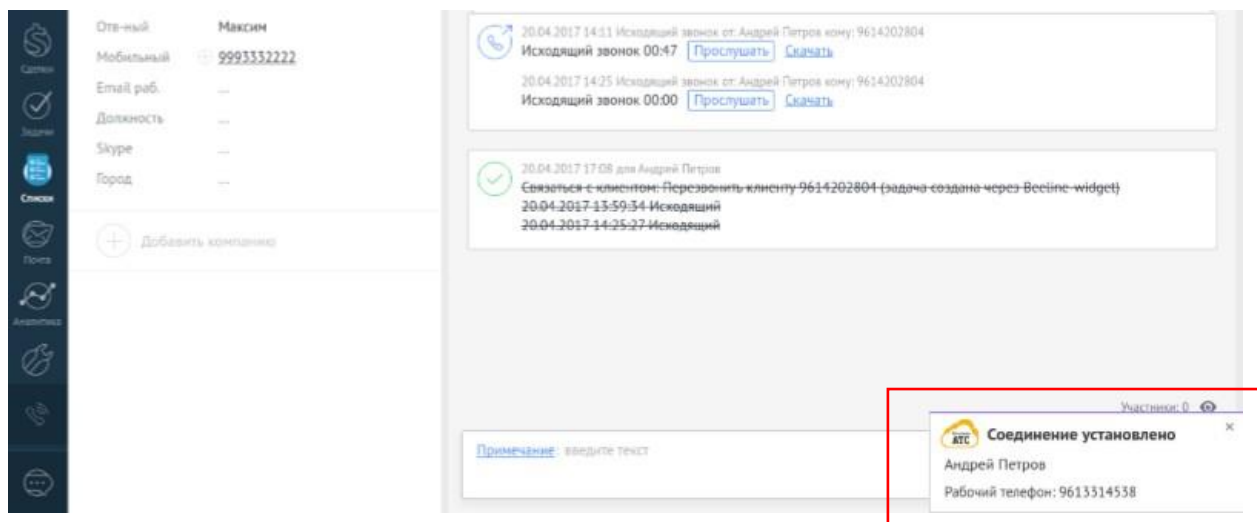 Сделки
Задачи
Списки
Почта
Аналитика
Отв-ный Максим
Мобильный 9993332222
Email раб. ...
Должность ...
Skype ...
Город ...
Добавить компанию
20.04.2017 14:11 Исходящий звонок от: Андрей Петров кому: 9614202804
Исходящий звонок 00:47 Прослушать Скачать
20.04.2017 14:25 Исходящий звонок от: Андрей Петров кому: 9614202804
Исходящий звонок 00:00 Прослушать Скачать
20.04.2017 17:08 для Андрей Петров
Связаться с клиентом: Перезвонить клиенту 9614202804 (задача создана через Beeline-widget)
20.04.2017 13:59:34 Исходящий
20.04.2017 14:25:27 Исходящий
Участники: 0
Примечание: введите текст
АТС Соединение установлено
Андрей Петров
Рабочий телефон: 9613314538